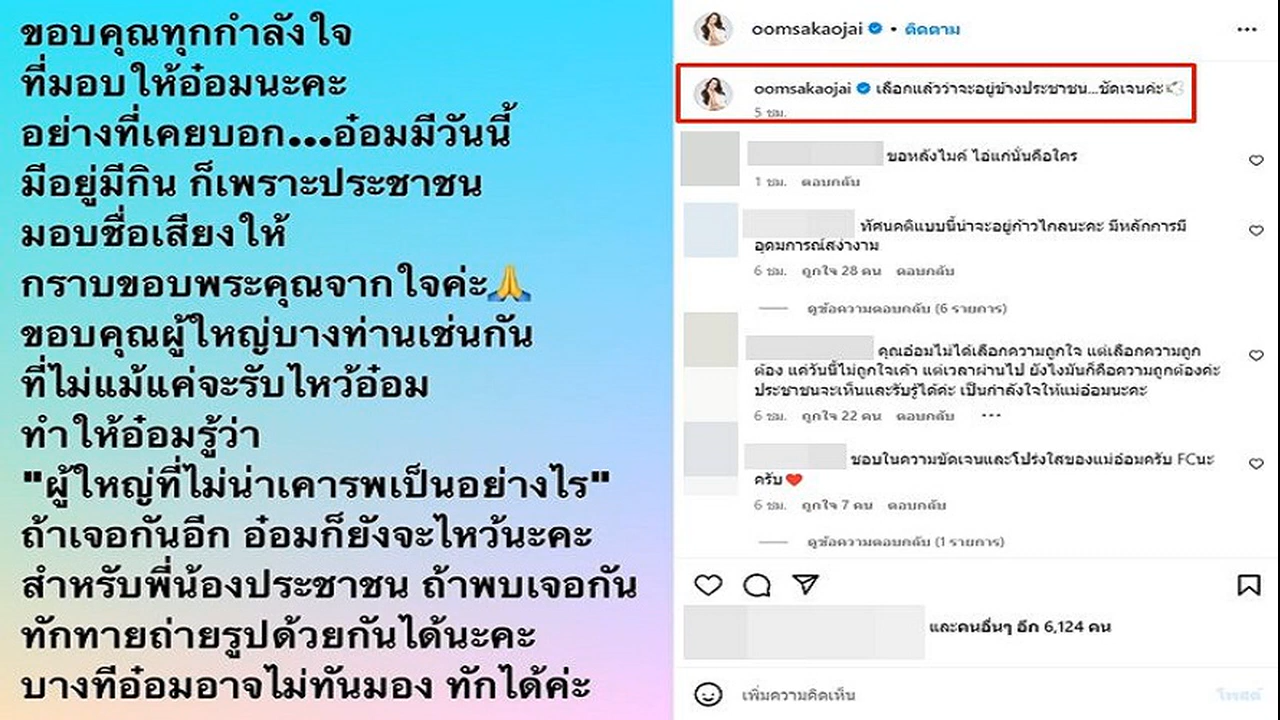 ขอบคุณทุกกำลังใจ
ที่มอบให้อ๋อมนะคะ
อย่างที่เคยบอก...อ๋อมมีวันนี้
มีอยู่มีกิน ก็เพราะประชาชน
มอบชื่อเสียงให้
กราบขอบพระคุณจากใจค่ะ🙏
ขอบคุณผู้ใหญ่บางท่านเช่นกัน
ที่ไม่แม้แค่จะรับไหว้อ๋อม
ทำให้อ๋อมรู้ว่า
"ผู้ใหญ่ที่ไม่น่าเคารพเป็นอย่างไร"
ถ้าเจอกันอีก อ๋อมก็ยังจะไหว้นะคะ
สำหรับพี่น้องประชาชน ถ้าพบเจอกัน
ทักทายถ่ายรูปด้วยกันได้นะคะ
บางทีอ๋อมอาจไม่ทันมอง ทักได้ค่ะ
oomsakaojai • ติดตาม
oomsakaojai เลือกแล้วว่าจะอยู่ข้างประชาชน...ชัดเจนค่ะ
5 ชม.
ขอหลังไมค์ ไอ่แก่นั่นคือใคร
1 ชม. ตอบกลับ
ทัศนคติแบบนี้น่าจะอยู่ก้าวไกลนะคะ มีหลักการมี
อุดมการณ์สง่างาม
6 ชม. ถูกใจ 28 คน ตอบกลับ
ดูข้อความตอบกลับ (6 รายการ)
คุณอ๋อมไม่ได้เลือกความถูกใจ แต่เลือกความถูก
ต้อง แค่วันนี้ไม่ถูกใจเค้า แต่เวลาผ่านไป ยังไงมันก็คือความถูกต้องค่ะ
ประชาชนจะเห็นและรับรู้ได้ค่ะ เป็นกำลังใจให้แม่อ๋อมนะคะ
6 ชม. ถูกใจ 22 คน ตอบกลับ
ชอบในความชัดเจนและโปร่งใสของแม่อ๋อมครับ FCนะ
ครับ❤️
6 ชม. ถูกใจ 7 คน ตอบกลับ
ดูข้อความตอบกลับ (1 รายการ)
และคนอื่นๆ อีก 6,124 คน
เพิ่มความคิดเห็น
โพสต์